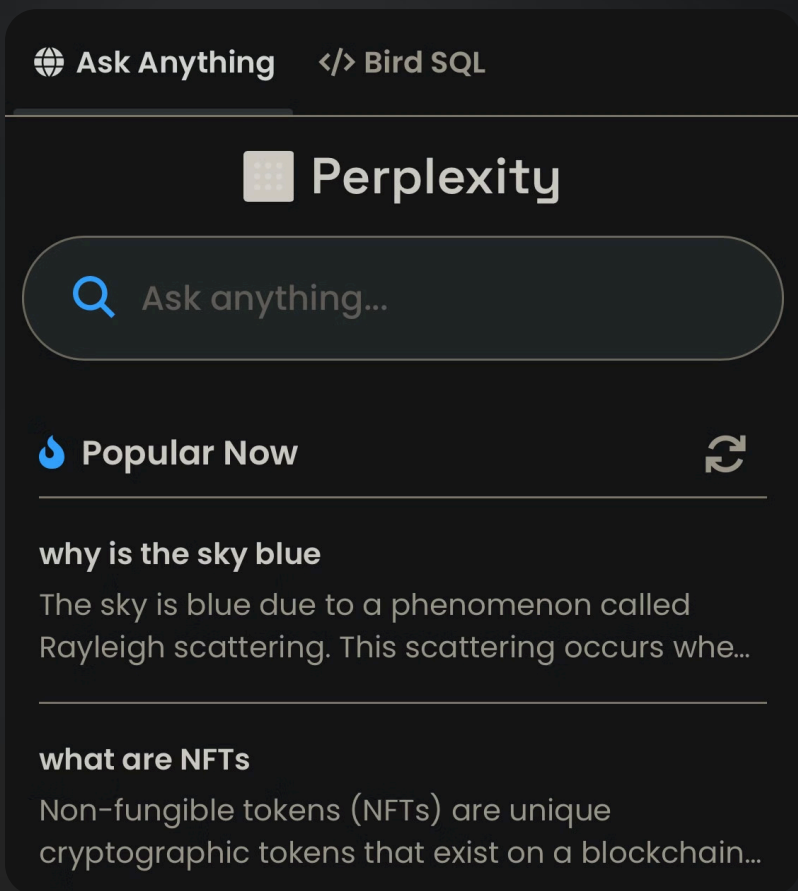 Ask Anything
</> Bird SQL
Perplexity
Ask anything...
Popular Now
why is the sky blue
The sky is blue due to a phenomenon called
Rayleigh scattering. This scattering occurs whe...
what are NFTs
Non-fungible tokens (NFTs) are unique
cryptographic tokens that exist on a blockchain...